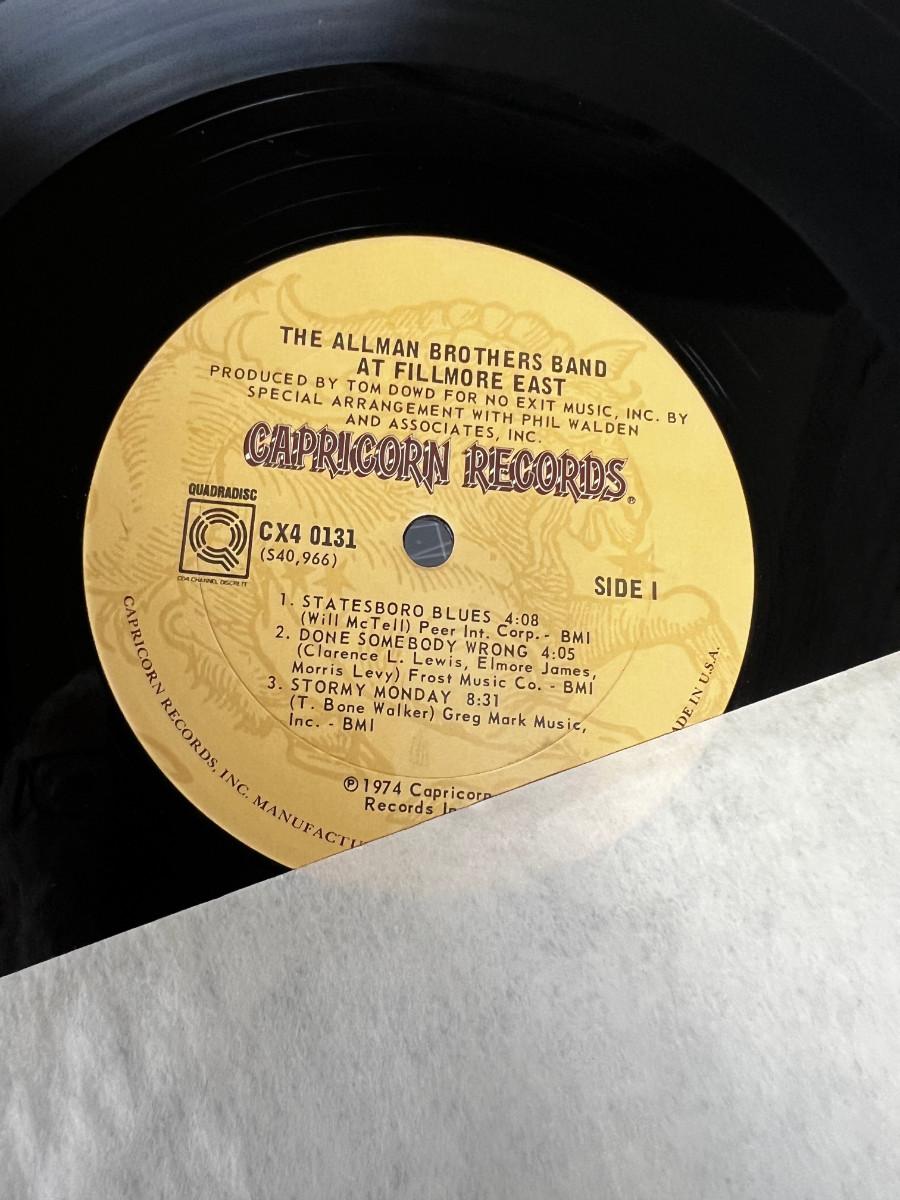 THE ALLMAN BROTHERS BAND
AT FILLMORE EAST
PRODUCED BY TOM DOWD FOR NO EXIT MUSIC, INC. BY
SPECIAL ARRANGEMENT WITH PHIL WALDEN
AND ASSOCIATES, INC.
CAPRICORN RECORDS®
QUADRADISC
CD-4 CHANNEL DISCRETE
CX4 0131
(S40,966)
SIDE I
1. STATESBORO BLUES 4:08
(Will McTell) Peer Int. Corp.- BMI
2. DONE SOMEBODY WRONG 4:05
(Clarence L. Lewis, Elmore James,
Morris Levy) Frost Music Co. - BMI
3. STORMY MONDAY 8:31
(T. Bone Walker) Greg Mark Music,
Inc. - BMI
℗1974 Capricorn
Records In
CAPRICORN RECORDS, INC. MANUFACTU
ADE IN U.S.A.